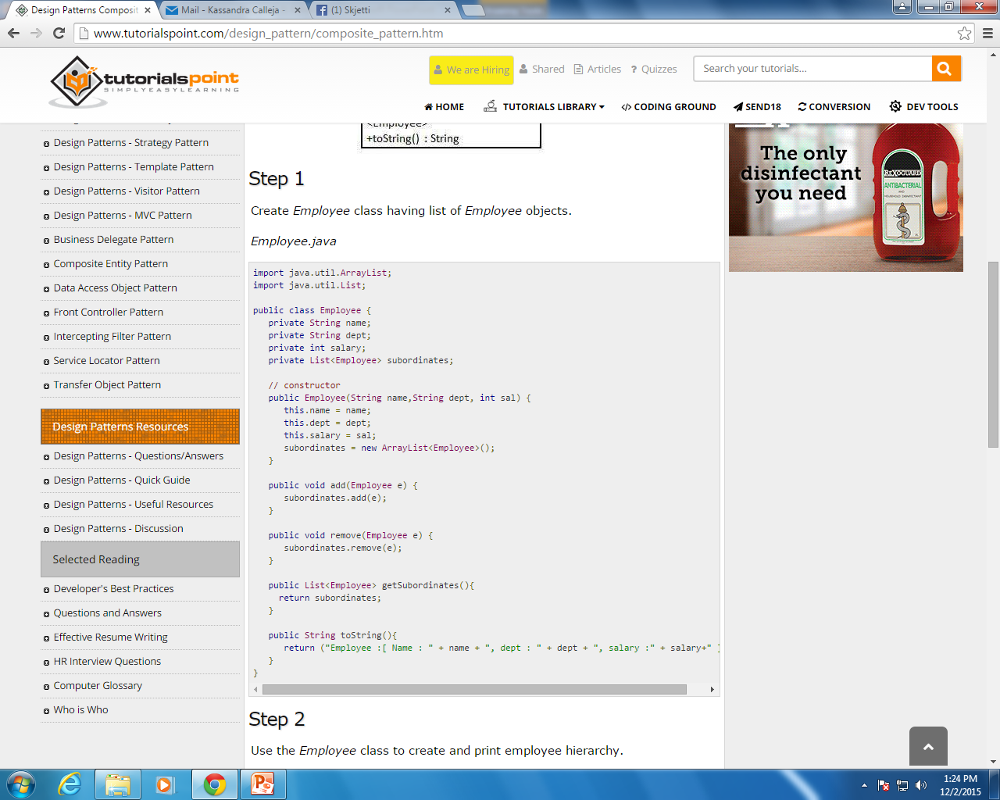 Design Patterns Composit
Mail - Kassandra Calleja -
(1) Skjetti
www.tutorialspoint.com/design_pattern/composite_pattern.htm
tutorialspoint
SIMPLYEASYLEARNING
We are Hiring
Shared
Articles
? Quizzes
Search your tutorials...
HOME
TUTORIALS LIBRARY
CODING GROUND
SEND18
CONVERSION
DEV TOOLS
Design Patterns - Strategy Pattern
Design Patterns - Template Pattern
Design Patterns - Visitor Pattern
Design Patterns - MVC Pattern
Business Delegate Pattern
Composite Entity Pattern
Data Access Object Pattern
Front Controller Pattern
Intercepting Filter Pattern
Service Locator Pattern
Transfer Object Pattern
Design Patterns Resources
Design Patterns - Questions/Answers
Design Patterns - Quick Guide
Design Patterns - Useful Resources
Design Patterns - Discussion
Selected Reading
Developer's Best Practices
Questions and Answers
Effective Resume Writing
HR Interview Questions
Computer Glossary
Who is Who
<Employee>
+toString() : String
Step 1
Create Employee class having list of Employee objects.
Employee.java
import java.util.ArrayList;
import java.util.List;
public class Employee {
private String name;
private String dept;
private int salary;
private List<Employee> subordinates;
// constructor
public Employee(String name,String dept, int sal) {
this.name = name;
this.dept = dept;
this.salary = sal;
subordinates = new ArrayList<Employee>();
}
public void add(Employee e) {
subordinates.add(e);
}
public void remove(Employee e) {
subordinates.remove(e);
}
public List<Employee> getSubordinates(){
return subordinates;
}
public String toString(){
return ("Employee :[ Name : " + name + ", dept : " + dept + ", salary :" + salary+" ]
}
}
Step 2
Use the Employee class to create and print employee hierarchy.
The only
disinfectant
you need
REXOGUARD
ANTIBACTERIAL
AND
HOUSEHOLD DISINFECTANT
1:24 PM
12/2/2015